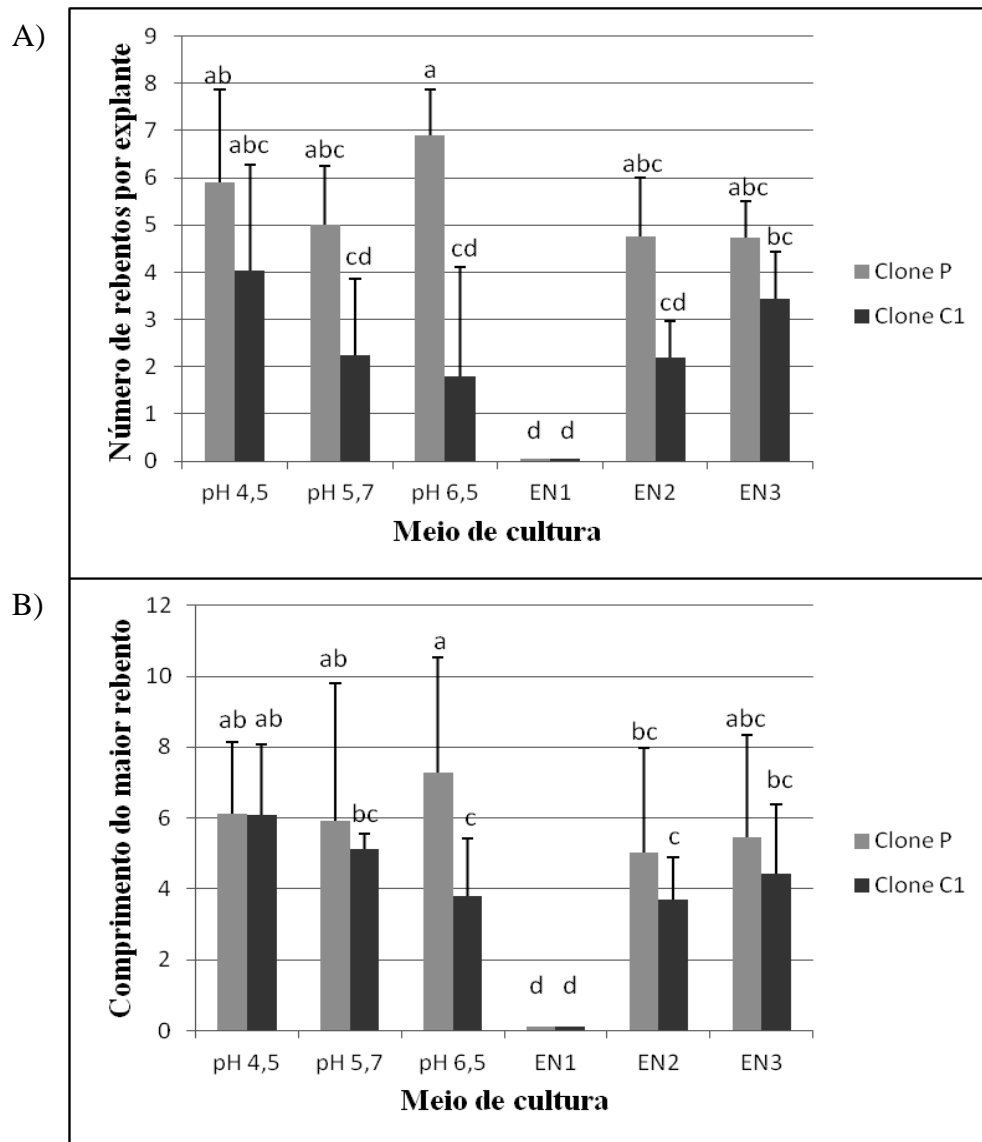 A)
Número de rebentos por explante
9
8
7
6
5
4
3
2
1
0
ab
abc
abc
cd
a
cd
d d
abc
cd
abc
bc
pH 4,5 pH 5,7 pH 6,5 EN1 EN2 EN3
Meio de cultura
Clone P
Clone C1
B)
Comprimento do maior rebento
12
10
8
6
4
2
0
ab ab
ab
bc
a
c
d d
bc
c
abc
bc
pH 4,5 pH 5,7 pH 6,5 EN1 EN2 EN3
Meio de cultura
Clone P
Clone C1